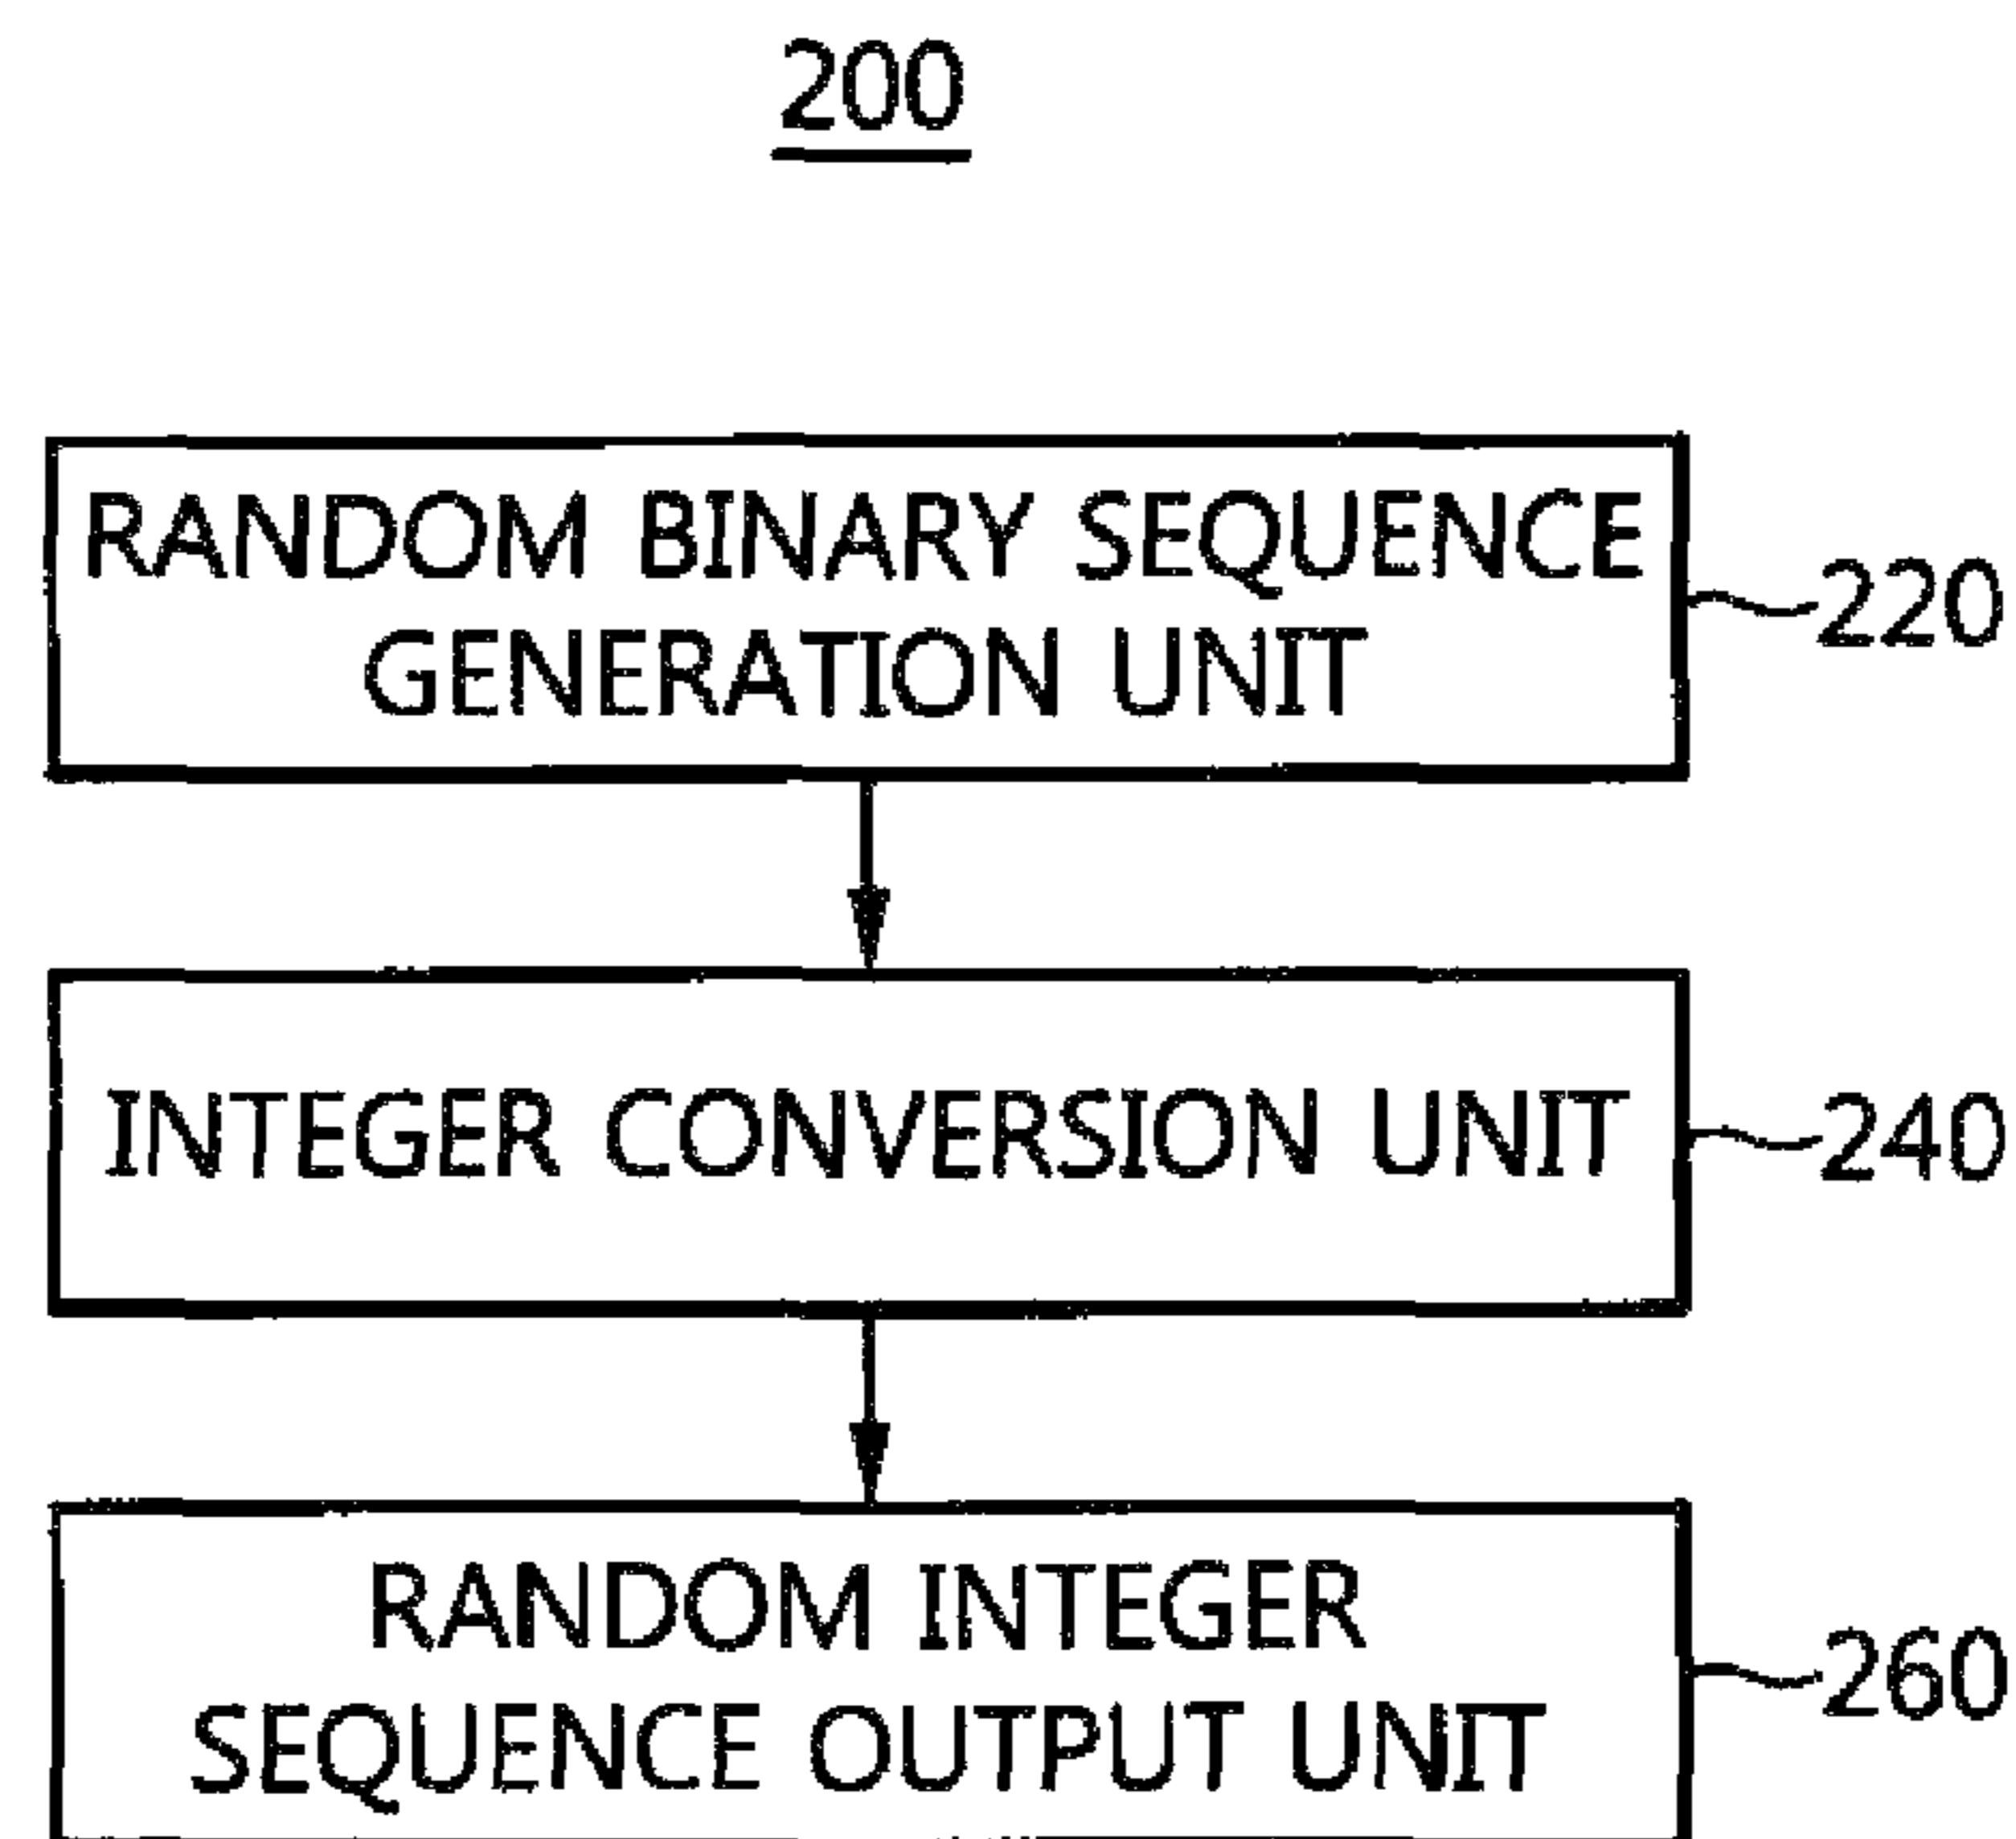 200
RANDOM BINARY SEQUENCE
GENERATION UNIT
220
INTEGER CONVERSION UNIT
240
RANDOM INTEGER
SEQUENCE OUTPUT UNIT
260